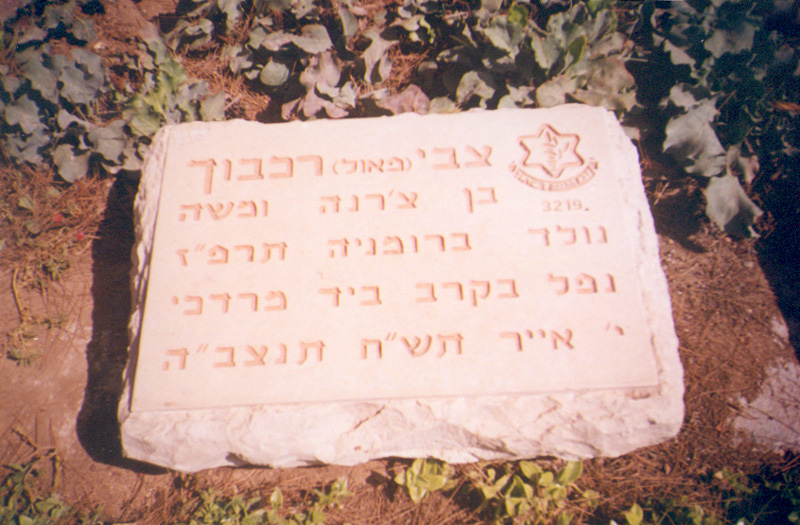 צבי (פאול) רכבוך
3219.
בן צ׳רנה ומשה
נולד ברומניה תרפ״ז
נפל בקרב ביד מרדכי
י׳ אייר תש״ח תנצב״ה